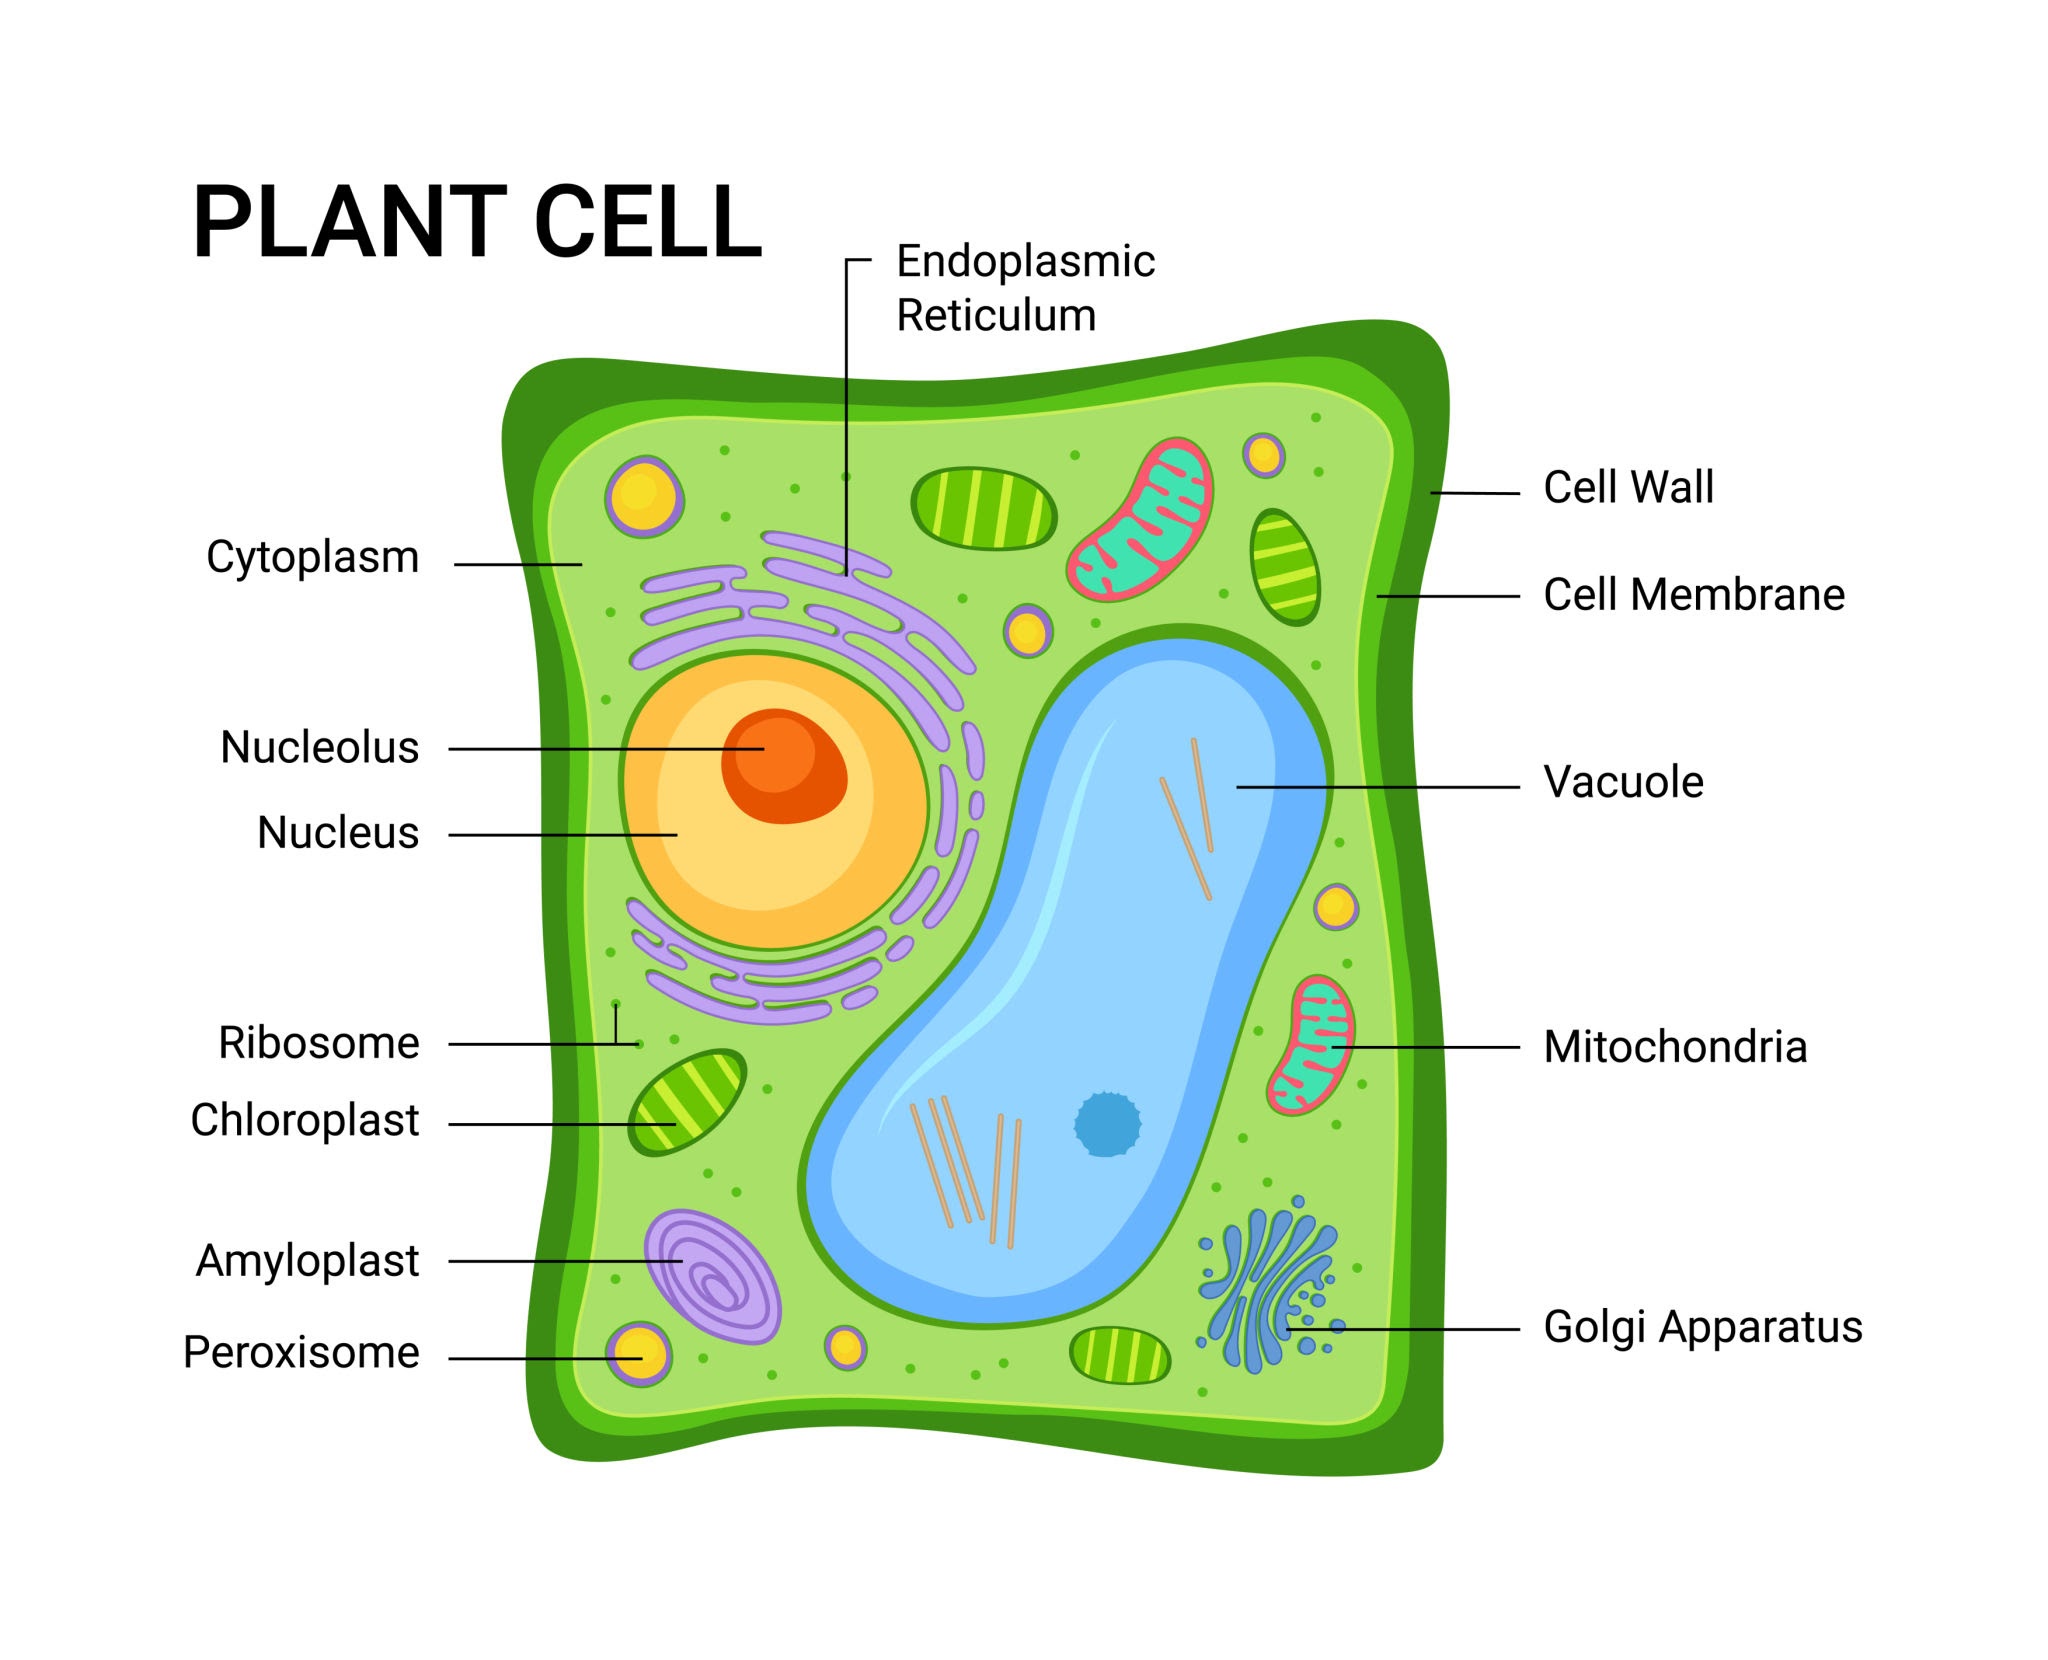 PLANT CELL
Endoplasmic
Reticulum
Cytoplasm
Nucleolus
Nucleus
Ribosome
Chloroplast
Amyloplast
Peroxisome
Cell Wall
Cell Membrane
Vacuole
Mitochondria
Golgi Apparatus